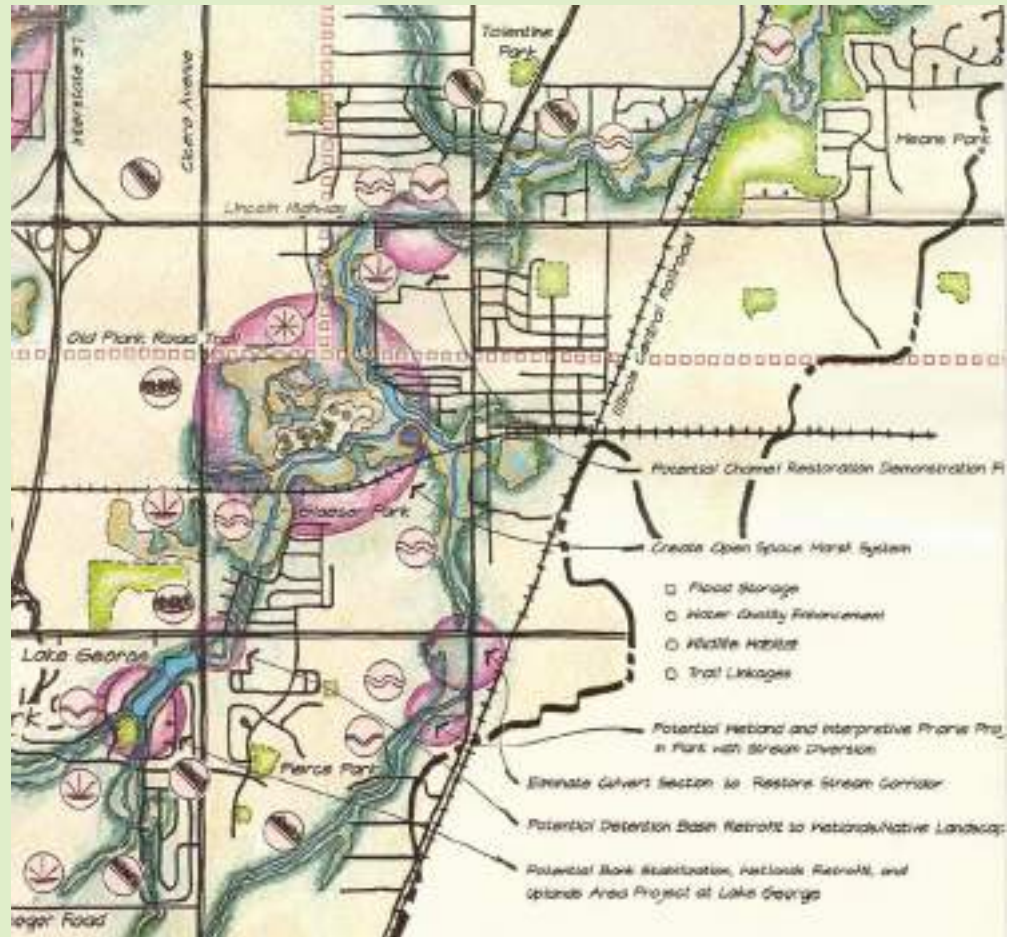 Interstate 57
Cicero Avenue
Tolentine
Park
Means Park
Lincoln Highway
Old Plank Road Trail
Illinois Central Railroad
Potential Channel Restoration Demonstration
Park
Create Open Space Marsh System
Flood Storage
Water Quality Enhancement
Wildlife Habitat
Trail Linkages
Lake George
rk
Potential Wetland and Interpretive Prairie Proj
in Park with Stream Diversion
Pierce Park
Eliminate Culvert Section to Restore Stream Corridor
Potential Detention Basin Retrofit to Wetlands/Native Landscap
Potential Bank Stabilization, Wetlands Retrofit, and
Uplands Area Project at Lake George
Road